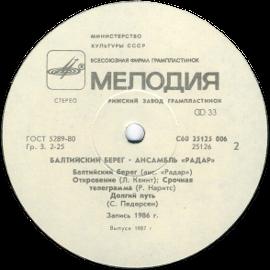 МИНИСТЕРСТВО
КУЛЬТУРЫ СССР
ВСЕСОЮЗНАЯ ФИРМА ГРАМПЛАСТИНОК
МЕЛОДИЯ
СТЕРЕО РИЖСКИЙ ЗАВОД ГРАМПЛАСТИНОК
33
ГОСТ 5289-80 С60 25125 006
Гр. 3. 2-25 25126 2
БАЛТИЙСКИЙ БЕРЕГ - АНСАМБЛЬ «РАДАР»
Балтийский берег (анс. «Радар»)
Откровение (Л. Квинт); Срочная
телеграмма (Р. Наритс)
Долгий путь
(С. Педерсен)
Запись 1986 г.
Выпуск 1987 г.